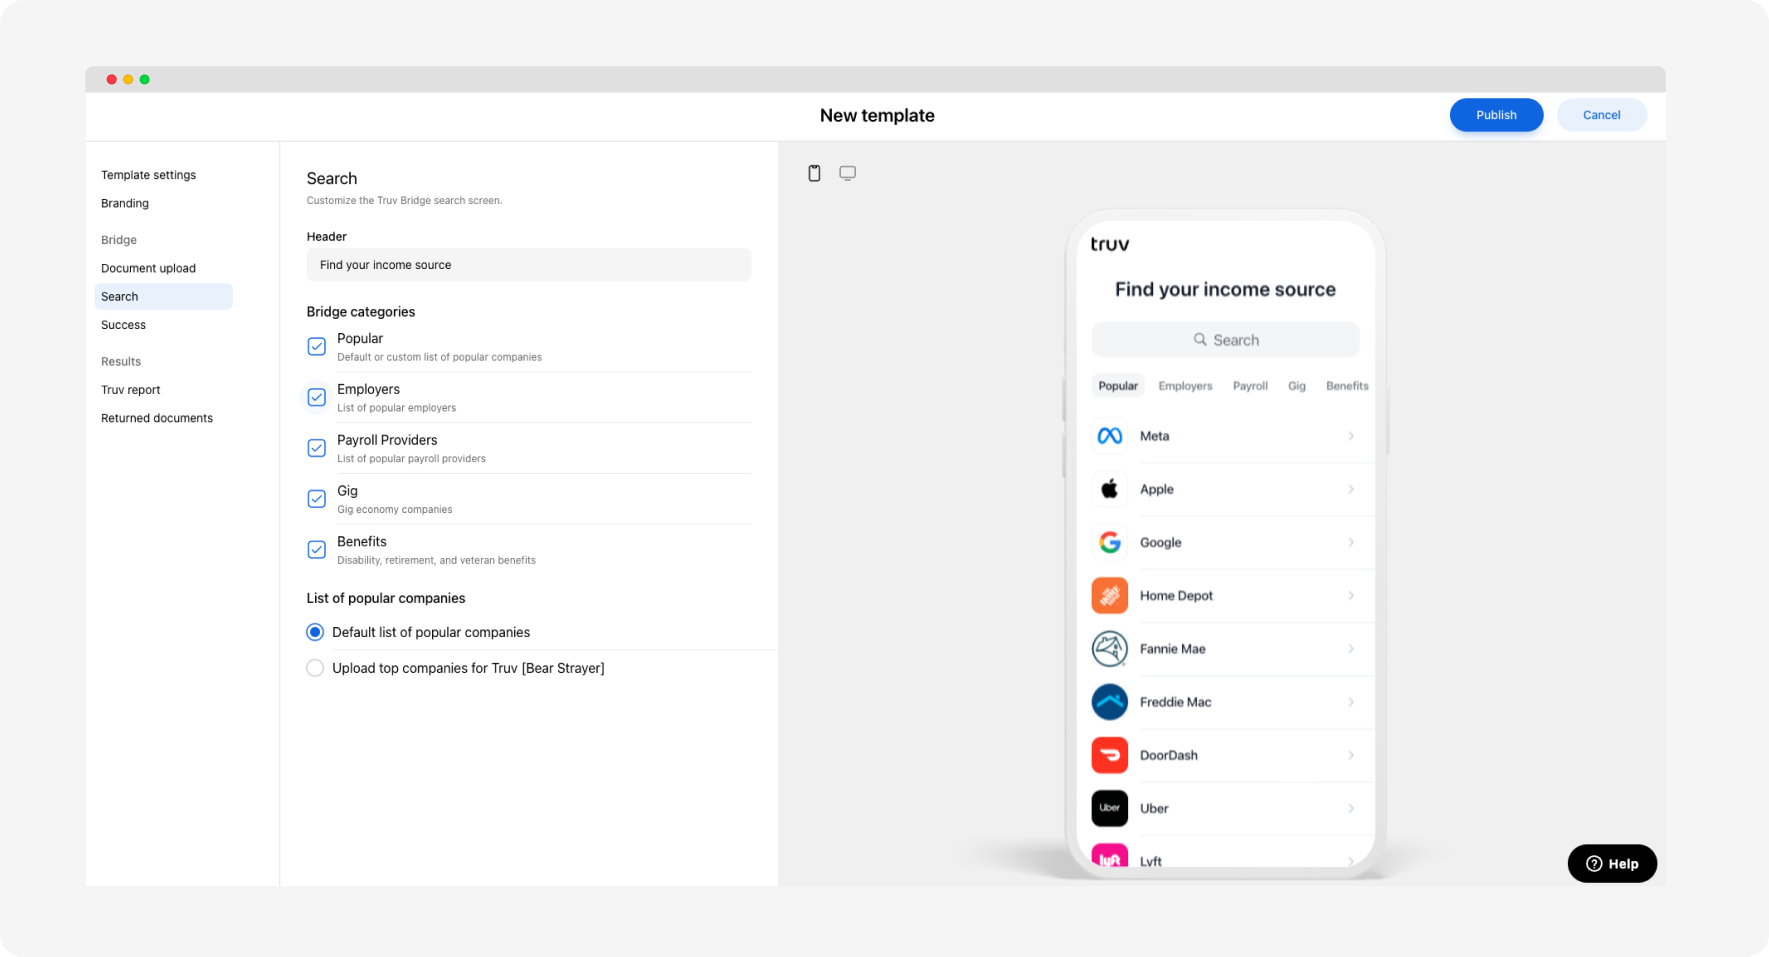 New template
Publish
Cancel
Template settings
Branding
Bridge
Document upload
Search
Success
Results
Truv report
Returned documents
Search
Customize the Truv Bridge search screen.
Header
Find your income source
Bridge categories
Popular
Default or custom list of popular companies
Employers
List of popular employers
Payroll Providers
List of popular payroll providers
Gig
Gig economy companies
Benefits
Disability, retirement, and veteran benefits
List of popular companies
Default list of popular companies
Upload top companies for Truv [Bear Strayer]
truv
Find your income source
Search
Popular Employers Payroll Gig Benefits
Meta
Apple
Google
Home Depot
Fannie Mae
Freddie Mac
DoorDash
Uber Uber
lyft Lyft
Help